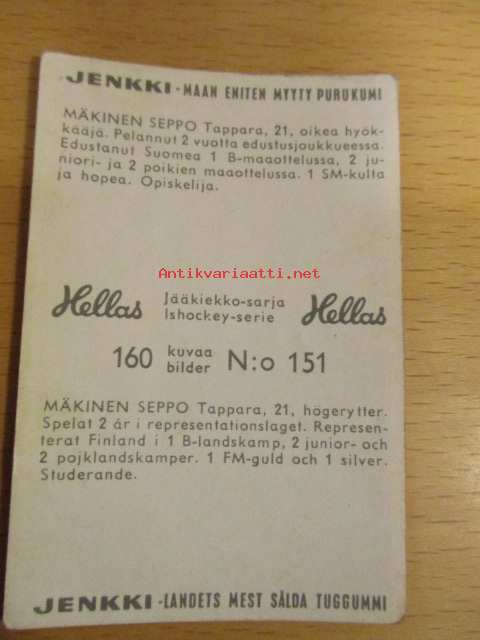 JENKKI - MAAN ENITEN MYYTY PURUKUMI
MÄKINEN SEPPO Tappara, 21, oikea hyök-
kääjä. Pelannut 2 vuotta edustusjoukkueessa.
Edustanut Suomea 1 B-maaottelussa, 2 ju-
niori- ja 2 poikien maaottelussa. 1 SM-kulta
ja hopea. Opiskelija.
Antikvariaatti.net
Hellas Jääkiekko-sarja Hellas
Ishockey-serie
160 kuvaa N:o 151
bilder
MÄKINEN SEPPO Tappara, 21, högerytter.
Spelat 2 år i representationslaget. Represen-
terat Finland i 1 B-landskamp, 2 junior- och
2 pojklandskamper. 1 FM-guld och 1 silver.
Studerande.
JENKKI - LANDETS MEST SÅLDA TUGGUMMI